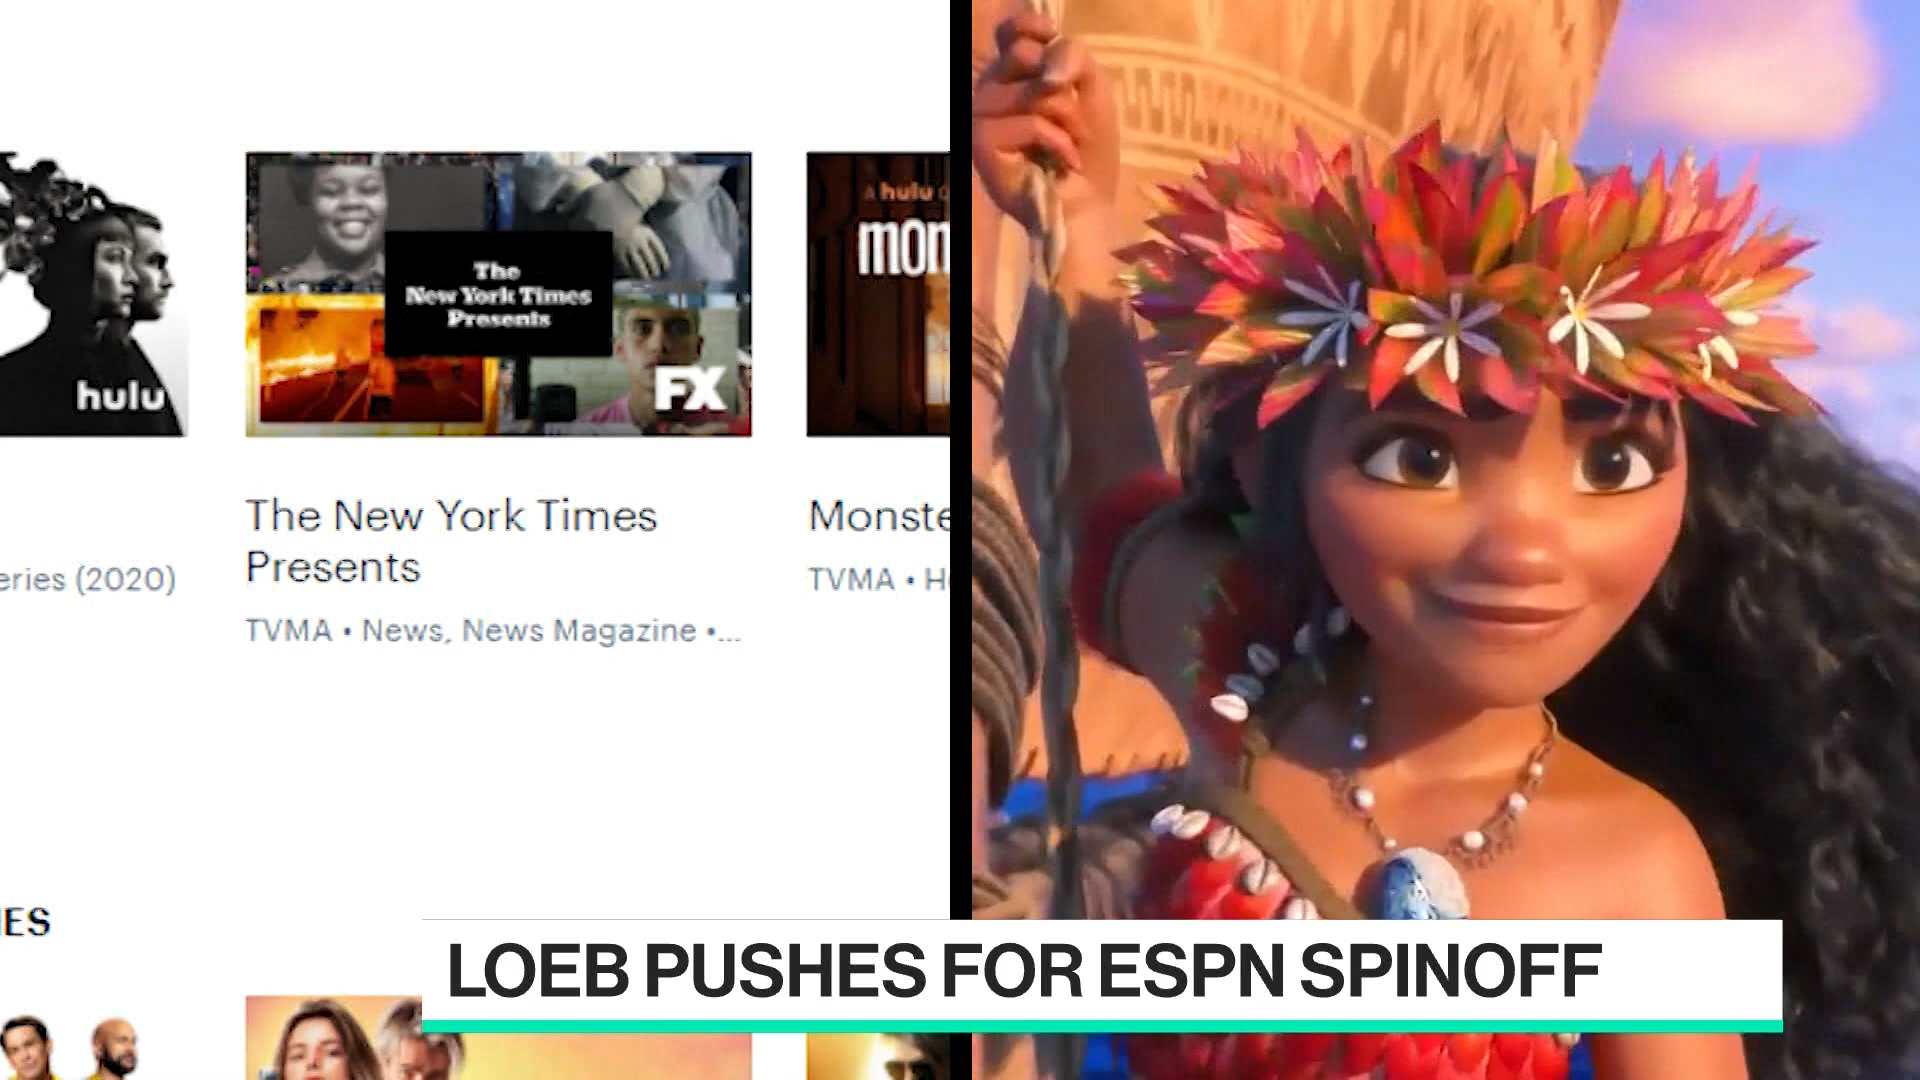 A hulu
mon
The
New York Times
Presents
hulu
FX
The New York Times
Presents
Monste
eries (2020)
TVMA • H
TVMA • News, News Magazine •...
IES
LOEB PUSHES FOR ESPN SPINOFF